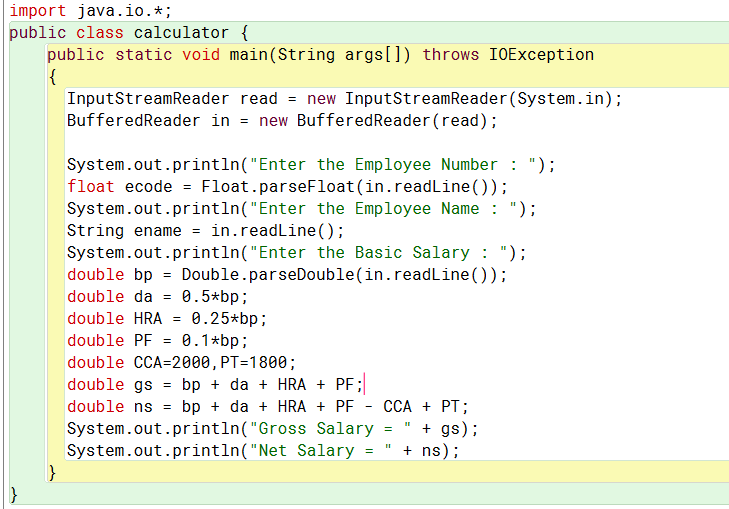 import java.io.*;
public class calculator {
public static void main(String args[]) throws IOException
{
InputStreamReader read = new InputStreamReader(System.in);
BufferedReader in = new BufferedReader(read);
System.out.println("Enter the Employee Number : ");
float ecode = Float.parseFloat(in.readLine());
System.out.println("Enter the Employee Name : ");
String ename = in.readLine();
System.out.println("Enter the Basic Salary : ");
double bp = Double.parseDouble(in.readLine());
double da = 0.5*bp;
double HRA = 0.25*bp;
double PF = 0.1*bp;
double CCA=2000,PT=1800;
double gs = bp + da + HRA + PF;
double ns = bp + da + HRA + PF - CCA + PT;
System.out.println("Gross Salary = " + gs);
System.out.println("Net Salary = " + ns);
}
}